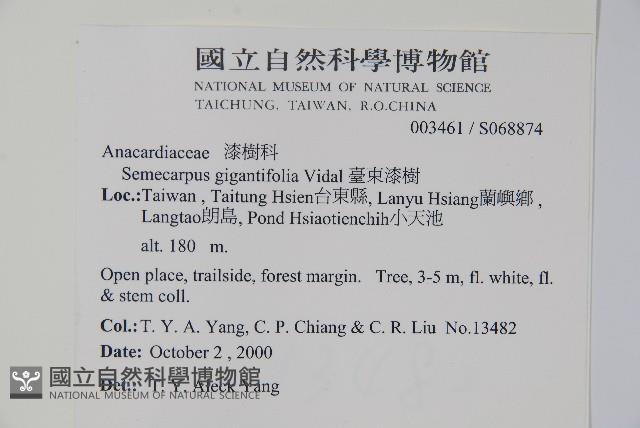 國立自然科學博物館
NATIONAL MUSEUM OF NATURAL SCIENCE
TAICHUNG, TAIWAN, R.O.CHINA
003461 / S068874
Anacardiaceae 漆樹科
Semecarpus gigantifolia Vidal 臺東漆樹
Loc.:Taiwan , Taitung Hsien台東縣, Lanyu Hsiang蘭嶼鄉 ,
Langtao朗島, Pond Hsiaotienchih小天池
alt. 180 m.
Open place, trailside, forest margin. Tree, 3-5 m, fl. white, fl.
& stem coll.
Col.: T. Y. A. Yang, C. P. Chiang & C. R. Liu No.13482
Date: October 2 , 2000
Det.: T. Y. Aleck Yang
國立自然科學博物館
NATIONAL MUSEUM OF NATURAL SCIENCE